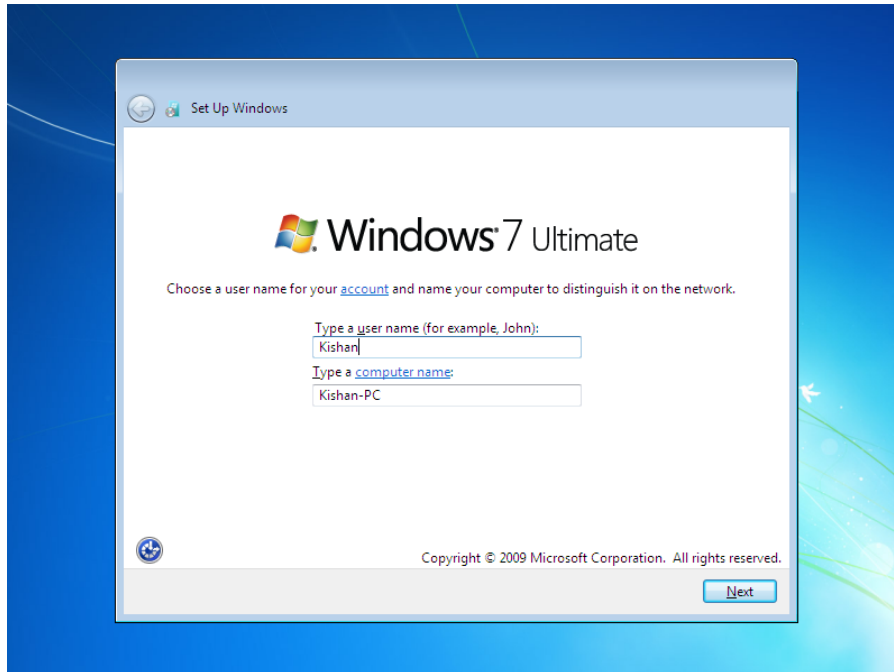 Set Up Windows
Windows 7 Ultimate
Choose a user name for your account and name your computer to distinguish it on the network.
Type a user name (for example, John):
Kishan
Type a computer name:
Kishan-PC
Copyright © 2009 Microsoft Corporation. All rights reserved.
Next